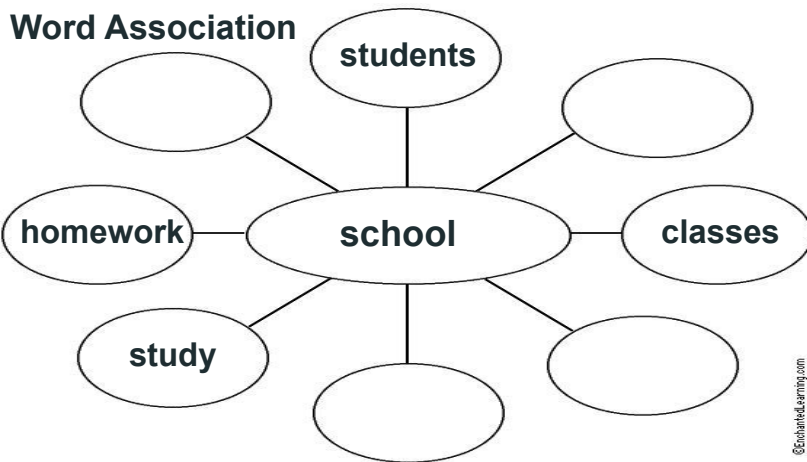 Word Association
students
homework
school
classes
study
©EnchantedLearning.com